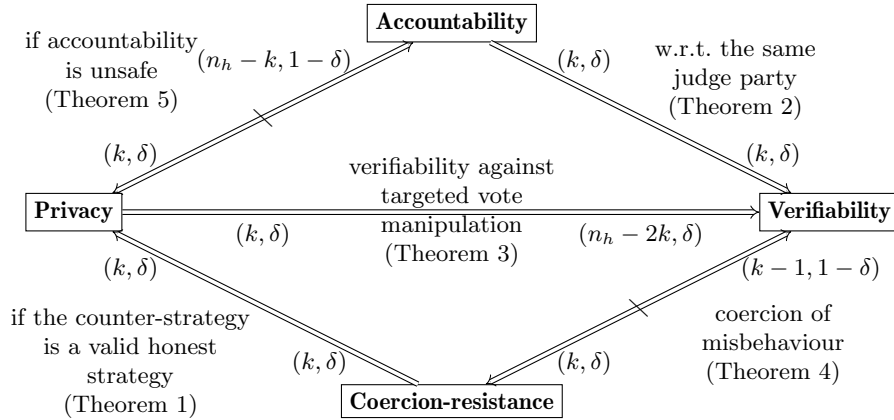 Accountability
if accountability
is unsafe
(Theorem 5)
(n_h − k, 1 − δ)
(k, δ)
w.r.t. the same
judge party
(Theorem 2)
(k, δ)
(k, δ)
verifiability against
targeted vote
manipulation
(Theorem 3)
Privacy
Verifiability
(k, δ)
(n_h − 2k, δ)
(k, δ)
(k − 1, 1 − δ)
if the counter-strategy
is a valid honest
strategy
(Theorem 1)
coercion of
misbehaviour
(Theorem 4)
(k, δ)
(k, δ)
Coercion-resistance